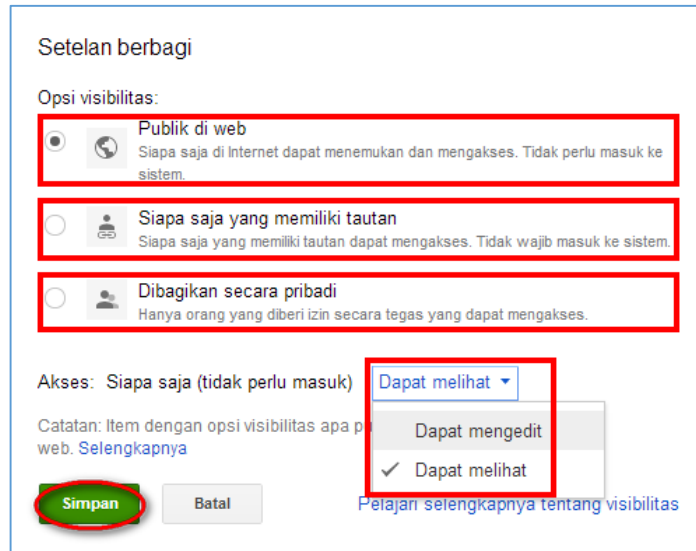 Setelan berbagi
Opsi visibilitas:
Publik di web
Siapa saja di Internet dapat menemukan dan mengakses. Tidak perlu masuk ke
sistem.
Siapa saja yang memiliki tautan
Siapa saja yang memiliki tautan dapat mengakses. Tidak wajib masuk ke sistem.
Dibagikan secara pribadi
Hanya orang yang diberi izin secara tegas yang dapat mengakses.
Akses: Siapa saja (tidak perlu masuk) Dapat melihat
Catatan: Item dengan opsi visibilitas apa
web. Selengkapnya
Dapat mengedit
Dapat melihat
Simpan Batal Pelajari selengkapnya tentang visibilitas